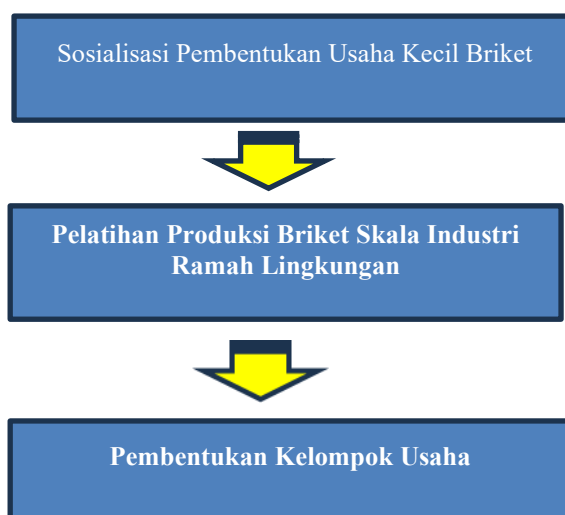 Sosialisasi Pembentukan Usaha Kecil Briket
Pelatihan Produksi Briket Skala Industri
Ramah Lingkungan
Pembentukan Kelompok Usaha